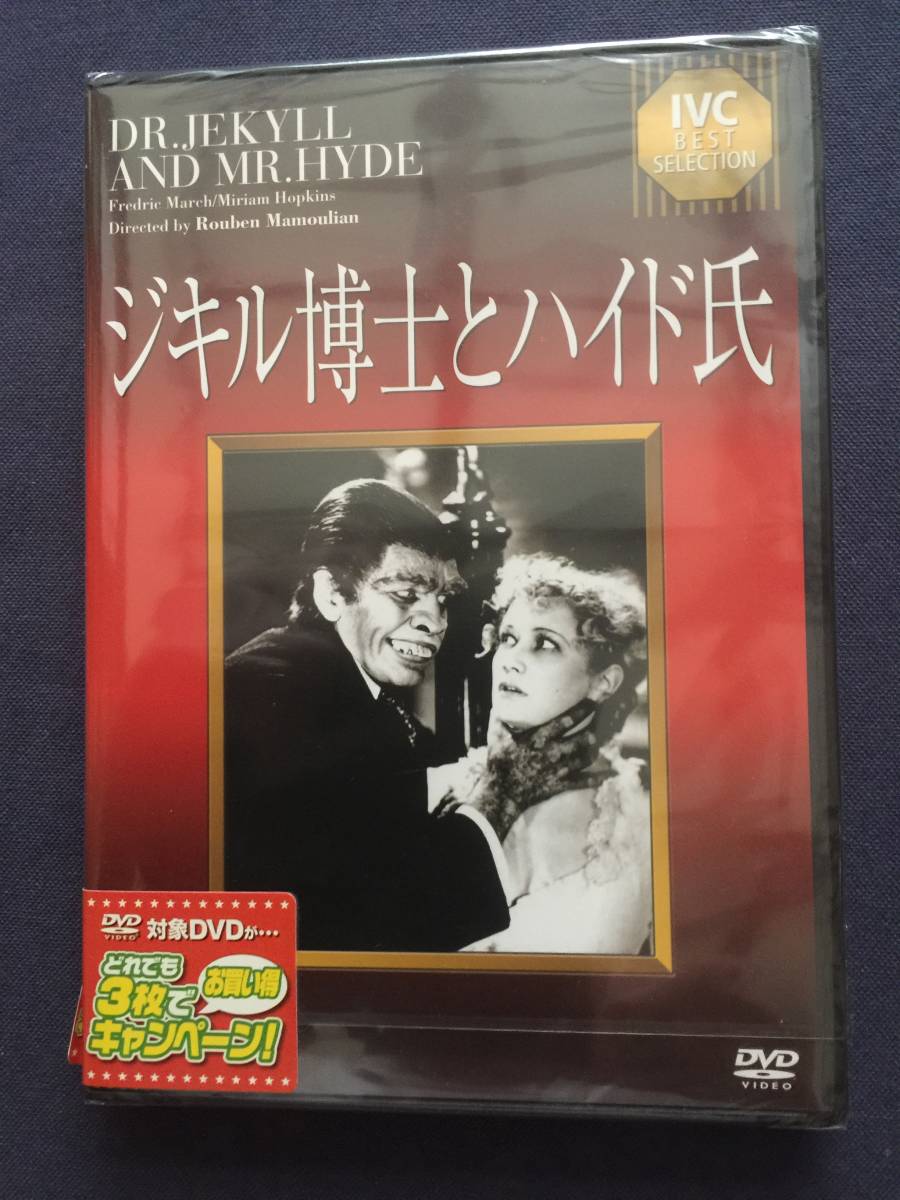 DR.JEKYLL
AND MR.HYDE
Fredric March/Miriam Hopkins
Directed by Rouben Mamoulian
IVC
BEST
SELECTION
ジキル博士とハイド氏
DVD
VIDEO
対象DVDが…
どれでも
3枚で
お買い得
キャンペーン!
DVD
VIDEO